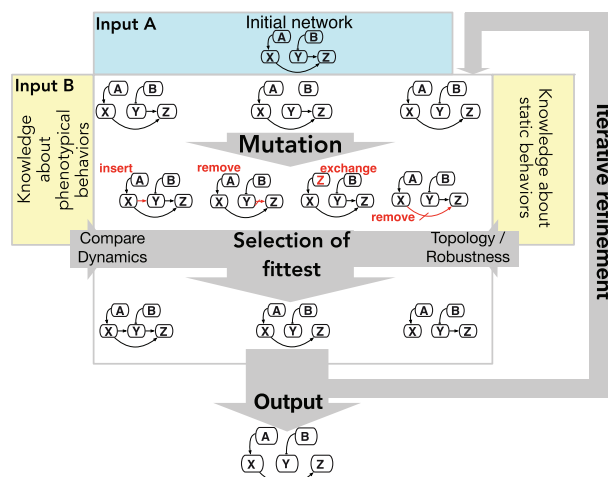 Input A
Initial network
A B
X Y Z
Input B
Knowledge
about
phenotypical
behaviors
A B
X Y Z
A B
X Y Z
A B
X Y Z
Knowledge about
static behaviors
Iterative refinement
Mutation
insert
A B
X Y Z
remove
A B
X Y Z
exchange
Z B
X Y Z
A B
X Y Z
remove
Compare
Dynamics
Selection of
fittest
Topology /
Robustness
A B
X Y Z
A B
X Y Z
A B
X Y Z
Output
A B
X Y Z